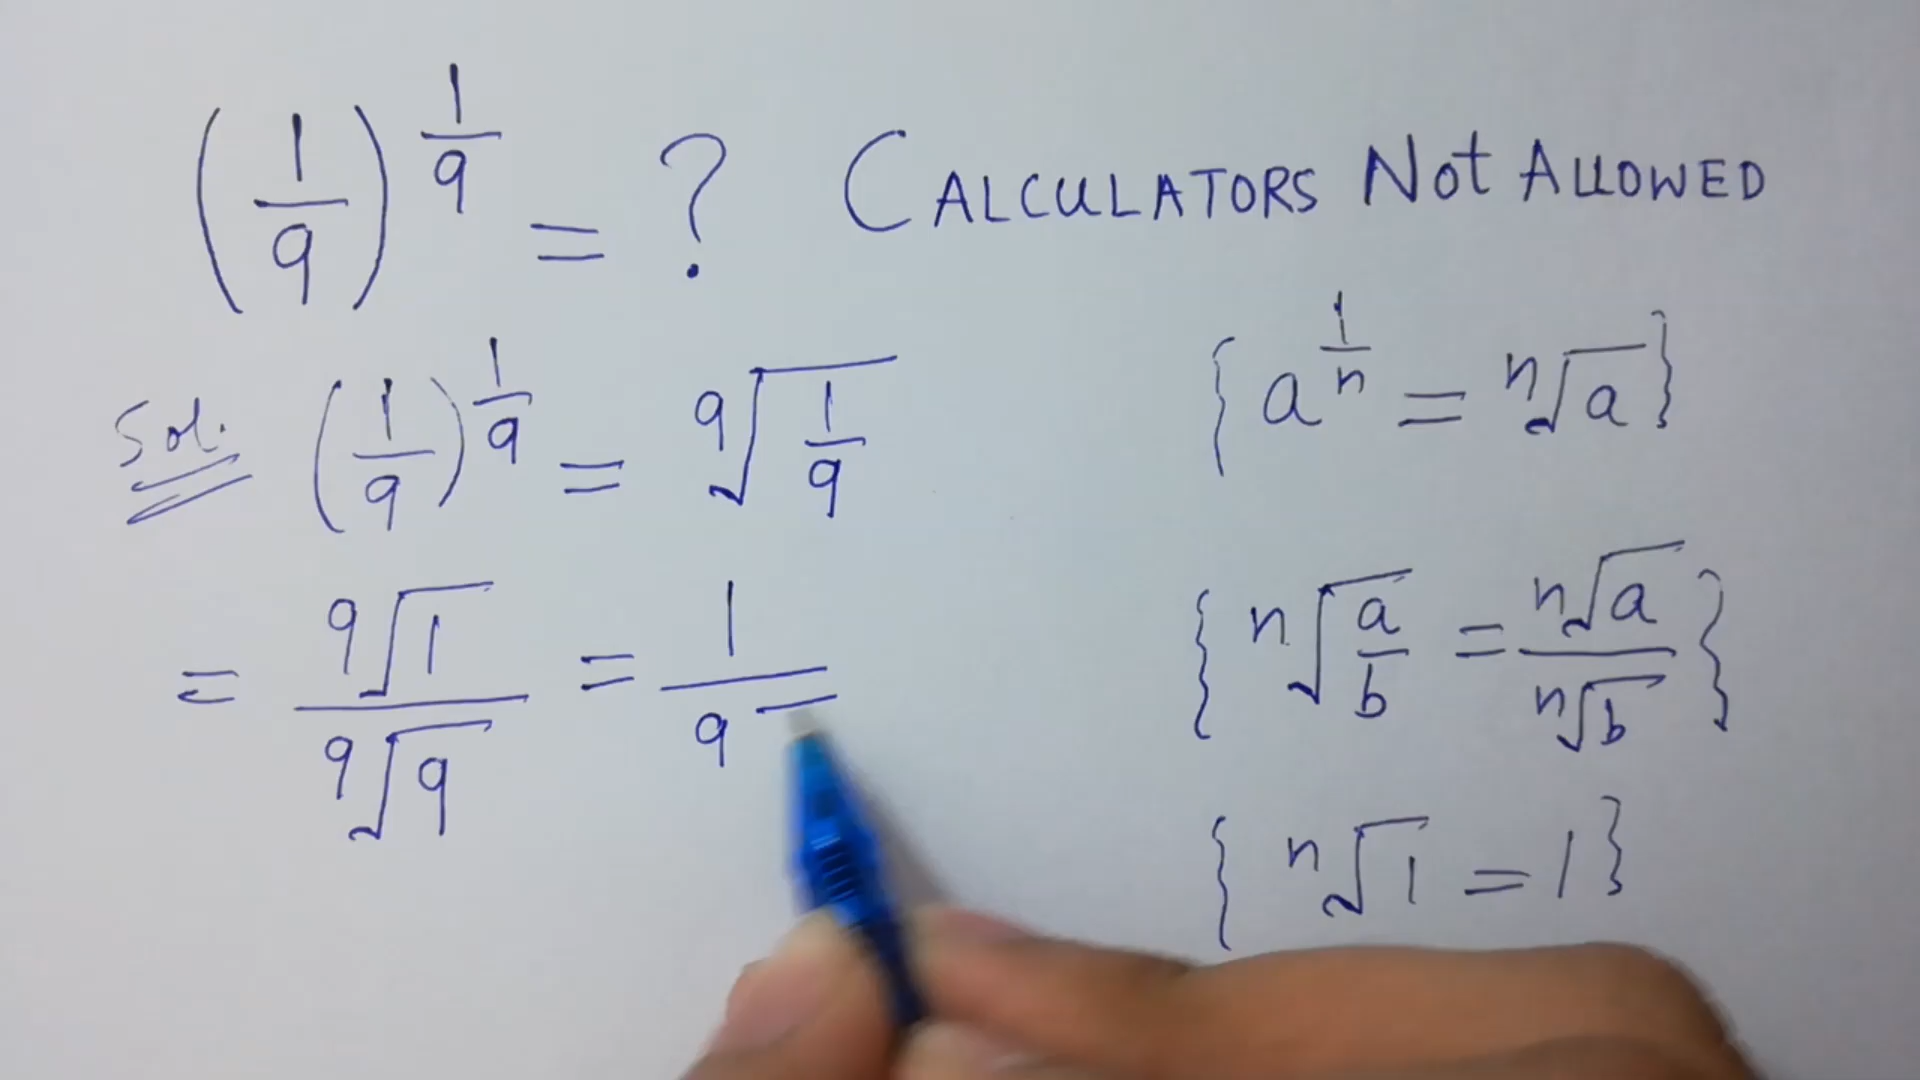 (1/9)^(1/9) = ? CALCULATORS NOt ALLOWED
Sol. (1/9)^(1/9) = ⁹√(1/9) {a^(1/n) = ⁿ√a}
= ⁹√1/⁹√9 = 1/9 {ⁿ√(a/b) = ⁿ√a/ⁿ√b}
{ⁿ√1 = 1}